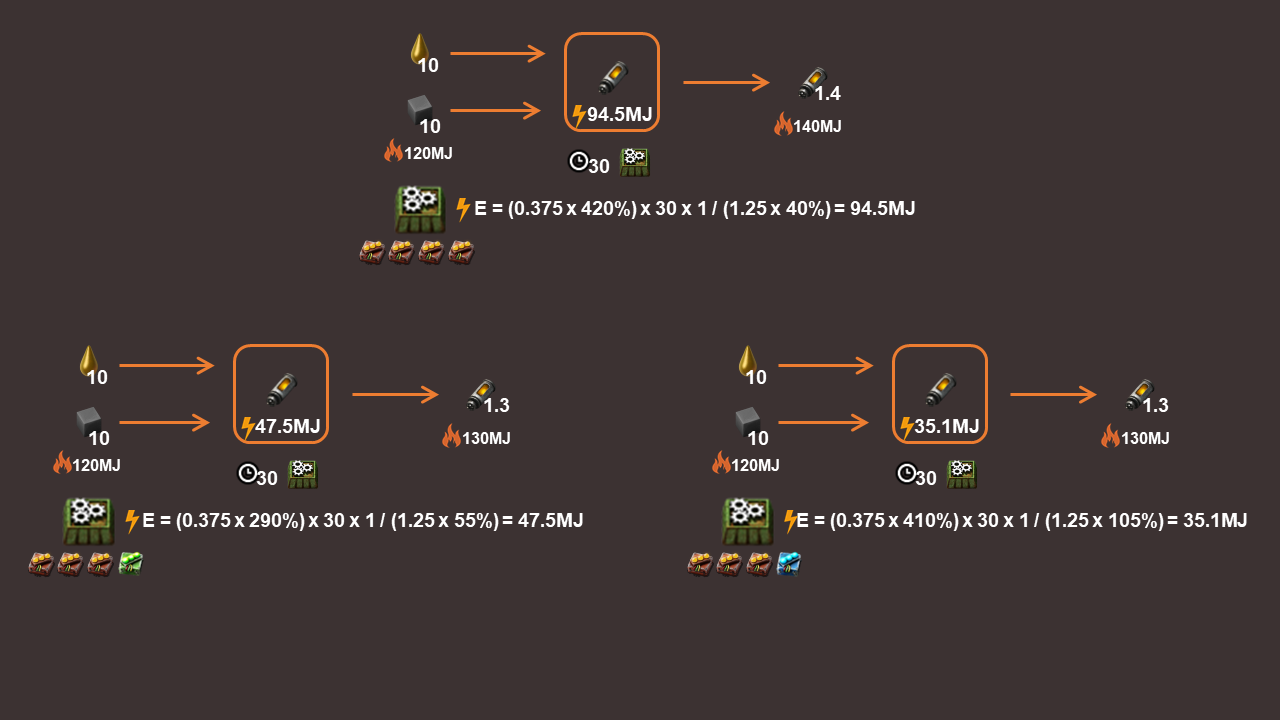 10
94.5MJ
1.4
10
140MJ
120MJ
30
E = (0.375 x 420%) x 30 x 1 / (1.25 x 40%) = 94.5MJ
10
47.5MJ
1.3
10
130MJ
120MJ
30
E = (0.375 x 290%) x 30 x 1 / (1.25 x 55%) = 47.5MJ
10
35.1MJ
1.3
10
130MJ
120MJ
30
E = (0.375 x 410%) x 30 x 1 / (1.25 x 105%) = 35.1MJ